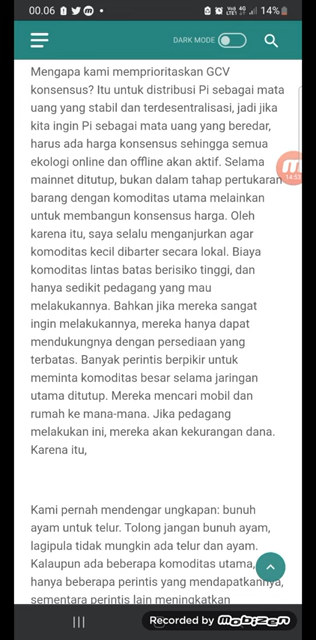 00.06
14%
DARK MODE
Mengapa kami memprioritaskan GCV
konsensus? Itu untuk distribusi Pi sebagai mata
uang yang stabil dan terdesentralisasi, jadi jika
kita ingin Pi sebagai mata uang yang beredar,
harus ada harga konsensus sehingga semua
ekologi online dan offline akan aktif. Selama
mainnet ditutup, bukan dalam tahap pertukaran
barang dengan komoditas utama melainkan
untuk membangun konsensus harga. Oleh
karena itu, saya selalu menganjurkan agar
komoditas kecil dibarter secara lokal. Biaya
komoditas lintas batas berisiko tinggi, dan
hanya sedikit pedagang yang mau
melakukannya. Bahkan jika mereka sangat
ingin melakukannya, mereka hanya dapat
mendukungnya dengan persediaan yang
terbatas. Banyak perintis berpikir untuk
meminta komoditas besar selama jaringan
utama ditutup. Mereka mencari mobil dan
rumah ke mana-mana. Jika pedagang
melakukan ini, mereka akan kekurangan dana.
Karena itu,
Kami pernah mendengar ungkapan: bunuh
ayam untuk telur. Tolong jangan bunuh ayam,
lagipula tidak mungkin ada telur dan ayam.
Kalaupun ada beberapa komoditas utama,
hanya beberapa perintis yang mendapatkannya,
sementara perintis lain meningkatkan
Recorded by mobizen